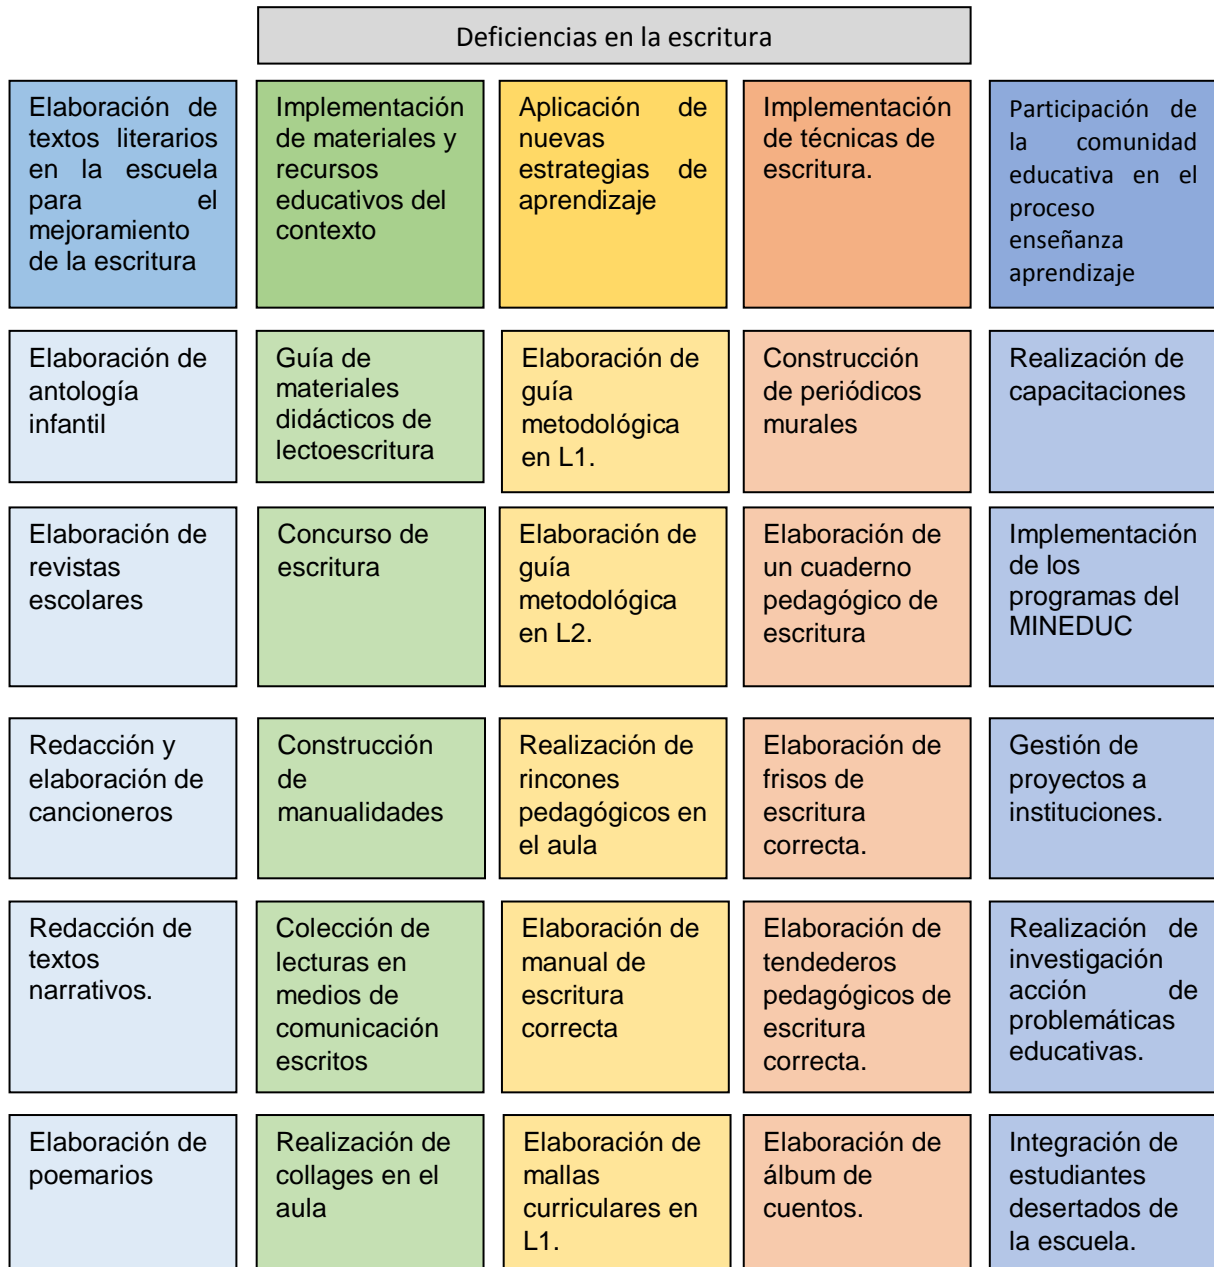 Deficiencias en la escritura
Elaboración de
textos literarios
en la escuela
para el
mejoramiento
de la escritura
Implementación
de materiales y
recursos
educativos del
contexto
Aplicación de
nuevas
estrategias de
aprendizaje
Implementación
de técnicas de
escritura.
Participación de
la comunidad
educativa en el
proceso
enseñanza
aprendizaje
Elaboración de
antología
infantil
Guía de
materiales
didácticos de
lectoescritura
Elaboración de
guía
metodológica
en L1.
Construcción
de periódicos
murales
Realización de
capacitaciones
Elaboración de
revistas
escolares
Concurso de
escritura
Elaboración de
guía
metodológica
en L2.
Elaboración de
un cuaderno
pedagógico de
escritura
Implementación
de los
programas del
MINEDUC
Redacción y
elaboración de
cancioneros
Construcción
de
manualidades
Realización de
rincones
pedagógicos en
el aula
Elaboración de
frisos de
escritura
correcta.
Gestión de
proyectos a
instituciones.
Redacción de
textos
narrativos.
Colección de
lecturas en
medios de
comunicación
escritos
Elaboración de
manual de
escritura
correcta
Elaboración de
tendederos
pedagógicos de
escritura
correcta.
Realización de
investigación
acción de
problemáticas
educativas.
Elaboración de
poemarios
Realización de
collages en el
aula
Elaboración de
mallas
curriculares en
L1.
Elaboración de
álbum de
cuentos.
Integración de
estudiantes
desertados de
la escuela.